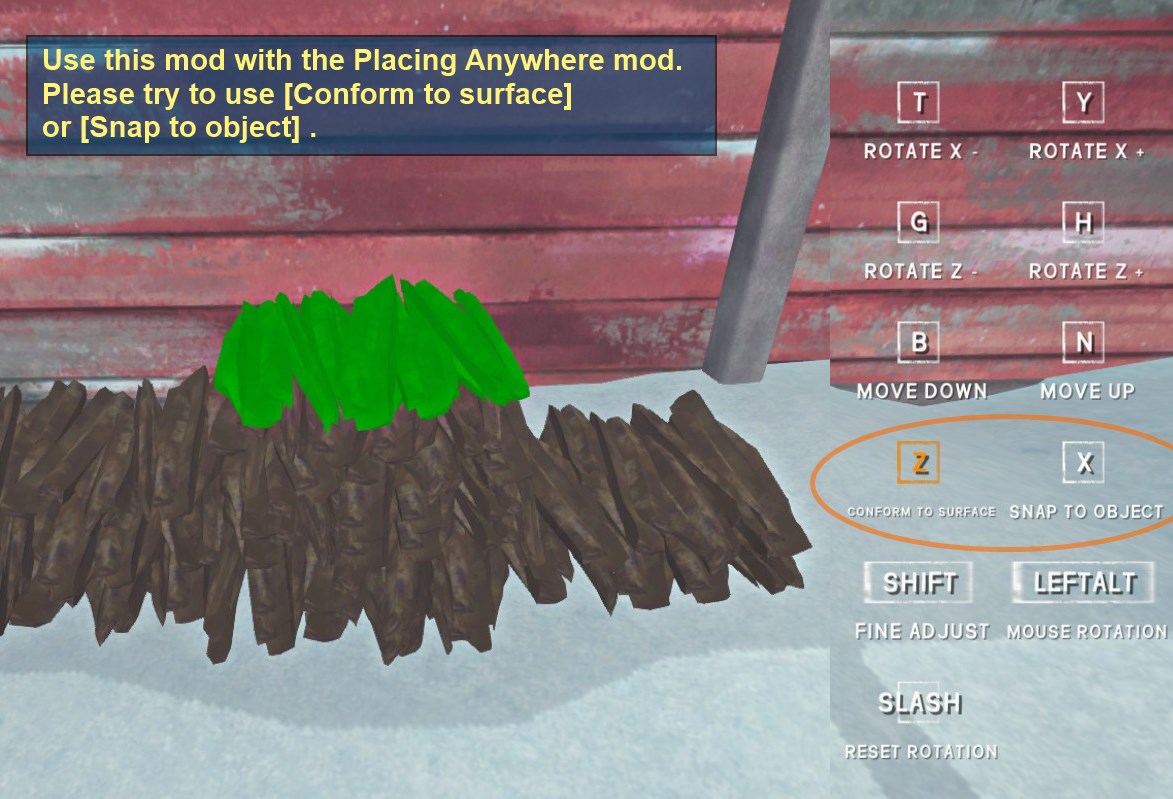 Use this mod with the Placing Anywhere mod.
Please try to use [Conform to surface]
or [Snap to object] .
T Y
ROTATE X - ROTATE X +
G H
ROTATE Z - ROTATE Z +
B N
MOVE DOWN MOVE UP
Z X
CONFORM TO SURFACE SNAP TO OBJECT
SHIFT LEFTALT
FINE ADJUST MOUSE ROTATION
SLASH
RESET ROTATION